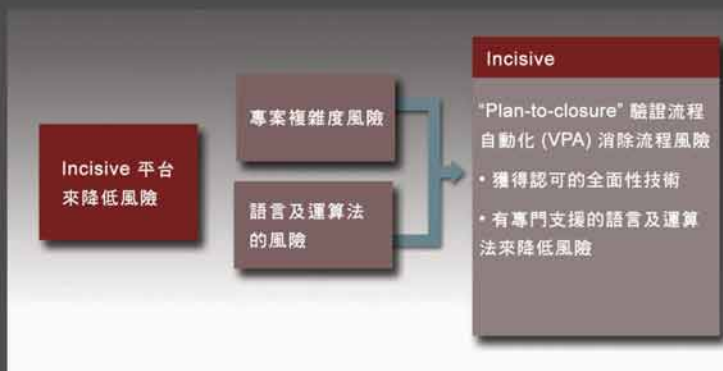 Incisive 平台
來降低風險
專案複雜度風險
語言及運算法
的風險
Incisive
“Plan-to-closure” 驗證流程
自動化 (VPA) 消除流程風險
• 獲得認可的全面性技術
• 有專門支援的語言及運算
法來降低風險